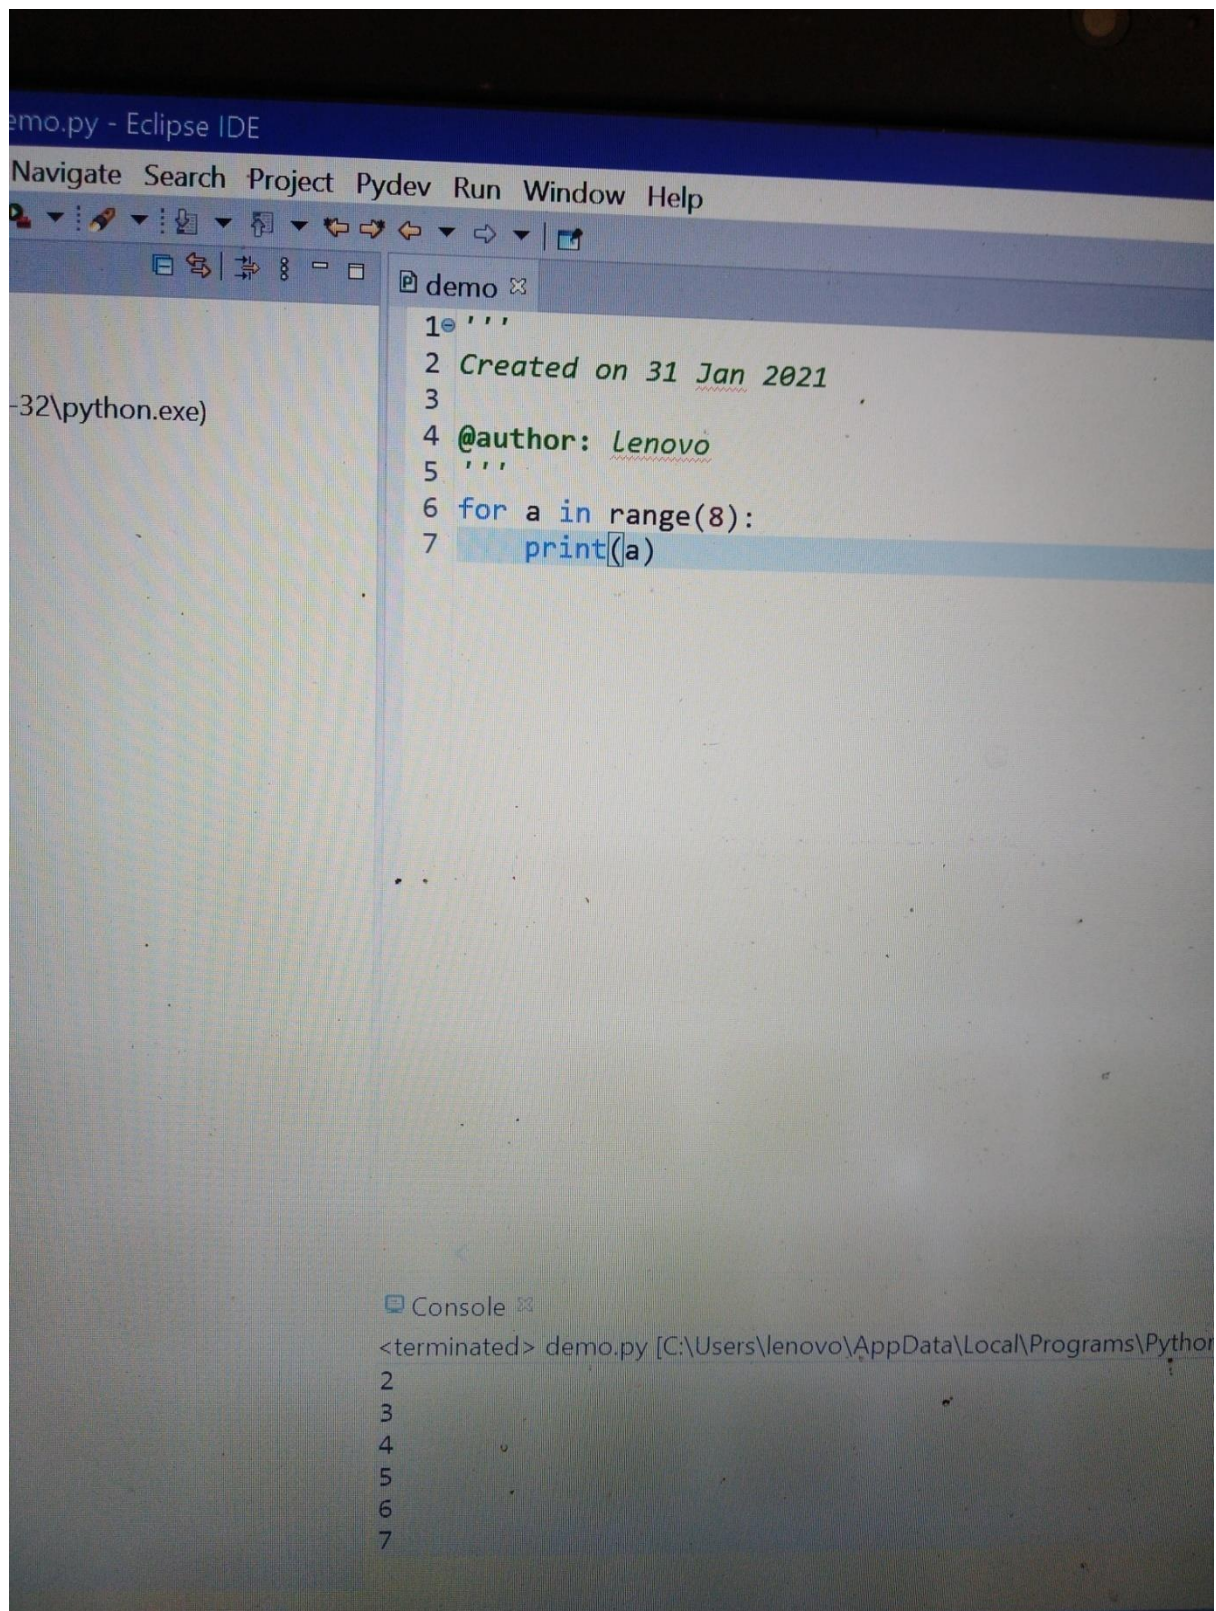 emo.py - Eclipse IDE
Navigate Search Project Pydev Run Window Help
demo
-32\python.exe)
1 '''
2 Created on 31 Jan 2021
3
4 @author: Lenovo
5 '''
6 for a in range(8):
7     print(a)
Console
<terminated> demo.py [C:\Users\lenovo\AppData\Local\Programs\Python
2
3
4
5
6
7